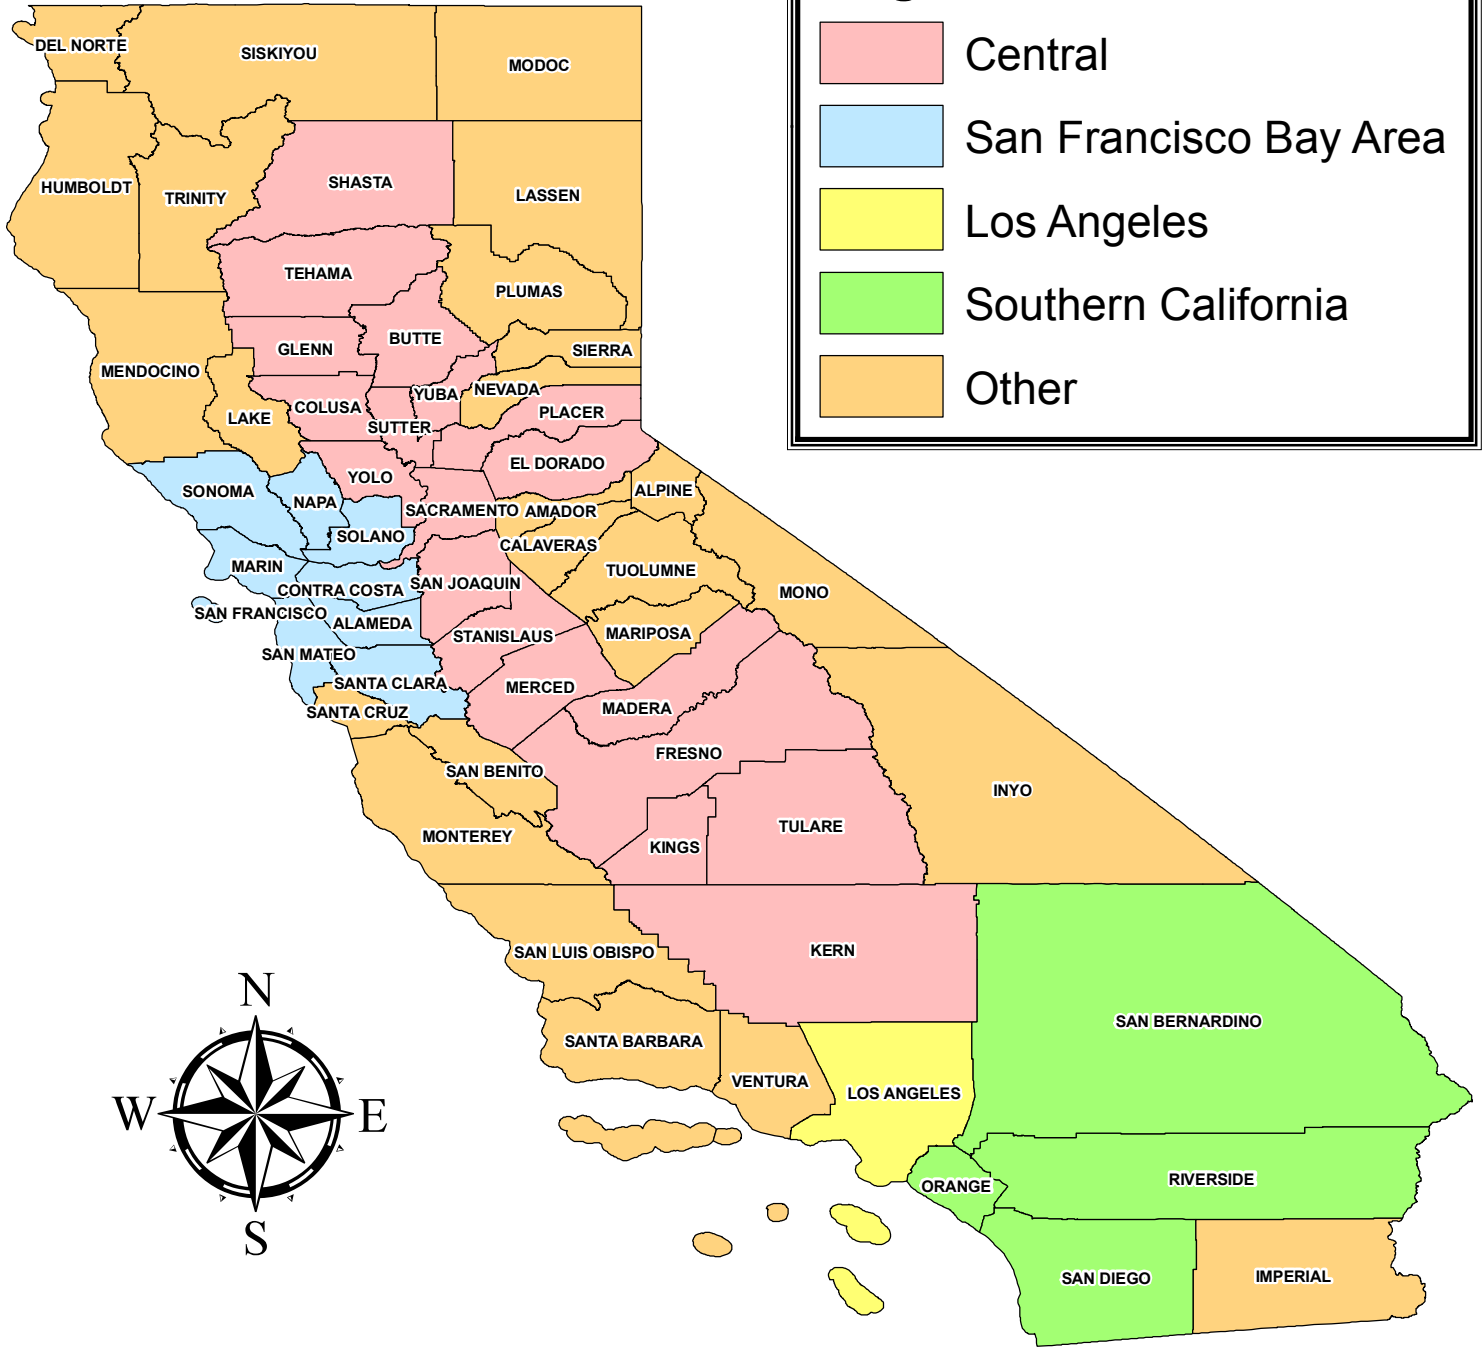 Central
San Francisco Bay Area
Los Angeles
Southern California
Other
DEL NORTE
SISKIYOU
MODOC
HUMBOLDT
TRINITY
SHASTA
LASSEN
TEHAMA
PLUMAS
BUTTE
GLENN
SIERRA
MENDOCINO
YUBA
NEVADA
COLUSA
PLACER
LAKE
SUTTER
EL DORADO
YOLO
SONOMA
NAPA
ALPINE
SACRAMENTO
AMADOR
SOLANO
CALAVERAS
MARIN
TUOLUMNE
SAN JOAQUIN
CONTRA COSTA
MONO
SAN FRANCISCO
ALAMEDA
STANISLAUS
MARIPOSA
SAN MATEO
SANTA CLARA
MERCED
SANTA CRUZ
MADERA
FRESNO
SAN BENITO
INYO
TULARE
MONTEREY
KINGS
SAN LUIS OBISPO
KERN
N
SAN BERNARDINO
SANTA BARBARA
VENTURA
LOS ANGELES
W
E
RIVERSIDE
ORANGE
S
SAN DIEGO
IMPERIAL